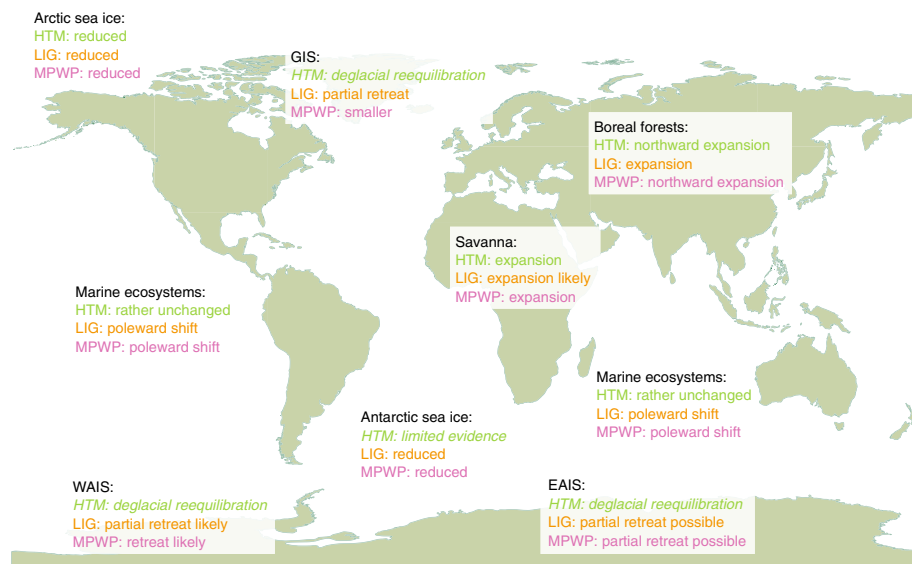 Arctic sea ice:
HTM: reduced
LIG: reduced
MPWP: reduced
GIS:
HTM: deglacial reequilibration
LIG: partial retreat
MPWP: smaller
Boreal forests:
HTM: northward expansion
LIG: expansion
MPWP: northward expansion
Savanna:
HTM: expansion
LIG: expansion likely
MPWP: expansion
Marine ecosystems:
HTM: rather unchanged
LIG: poleward shift
MPWP: poleward shift
Marine ecosystems:
HTM: rather unchanged
LIG: poleward shift
MPWP: poleward shift
Antarctic sea ice:
HTM: limited evidence
LIG: reduced
MPWP: reduced
WAIS:
HTM: deglacial reequilibration
LIG: partial retreat likely
MPWP: retreat likely
EAIS:
HTM: deglacial reequilibration
LIG: partial retreat possible
MPWP: partial retreat possible